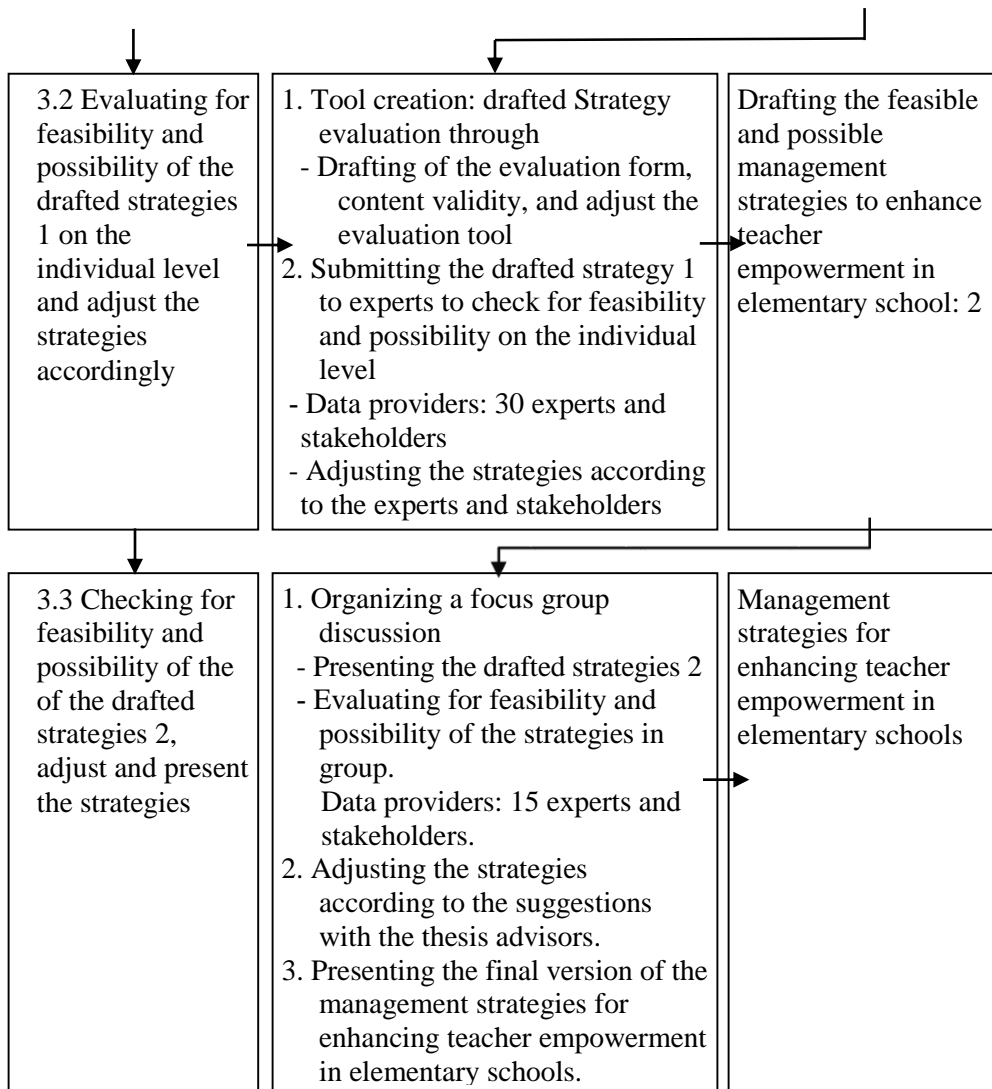 3.2 Evaluating for
feasibility and
possibility of the
drafted strategies
1 on the
individual level
and adjust the
strategies
accordingly
1. Tool creation: drafted Strategy
evaluation through
- Drafting of the evaluation form,
content validity, and adjust the
evaluation tool
2. Submitting the drafted strategy 1
to experts to check for feasibility
and possibility on the individual
level
- Data providers: 30 experts and
stakeholders
- Adjusting the strategies according
to the experts and stakeholders
Drafting the feasible
and possible
management
strategies to enhance
teacher
empowerment in
elementary school: 2
3.3 Checking for
feasibility and
possibility of the
of the drafted
strategies 2,
adjust and present
the strategies
1. Organizing a focus group
discussion
- Presenting the drafted strategies 2
- Evaluating for feasibility and
possibility of the strategies in
group.
Data providers: 15 experts and
stakeholders.
2. Adjusting the strategies
according to the suggestions
with the thesis advisors.
3. Presenting the final version of the
management strategies for
enhancing teacher empowerment
in elementary schools.
Management
strategies for
enhancing teacher
empowerment in
elementary schools